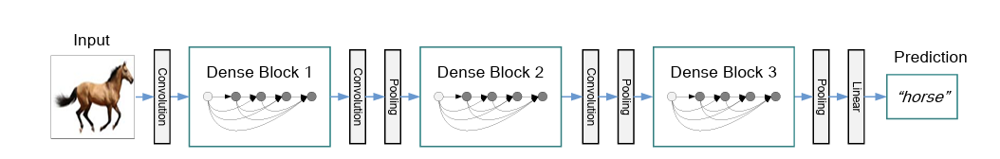 Input
Convolution
Dense Block 1
Convolution
Pooling
Dense Block 2
Convolution
Pooling
Dense Block 3
Pooling
Linear
Prediction
“horse”